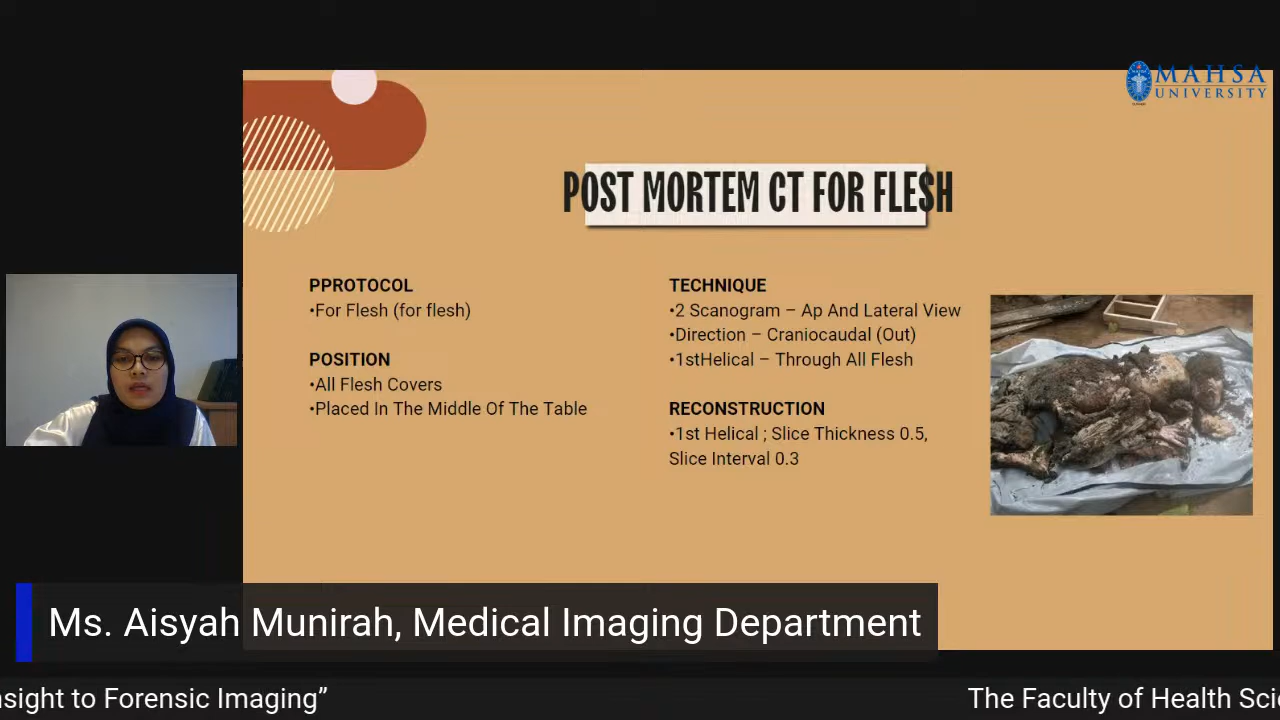 MAHSA
UNIVERSITY
POST MORTEM CT FOR FLESH
PPROTOCOL
•For Flesh (for flesh)
POSITION
•All Flesh Covers
•Placed In The Middle Of The Table
TECHNIQUE
•2 Scanogram – Ap And Lateral View
•Direction – Craniocaudal (Out)
•1stHelical – Through All Flesh
RECONSTRUCTION
•1st Helical ; Slice Thickness 0.5,
Slice Interval 0.3
Ms. Aisyah Munirah, Medical Imaging Department
nsight to Forensic Imaging”
The Faculty of Health Scie